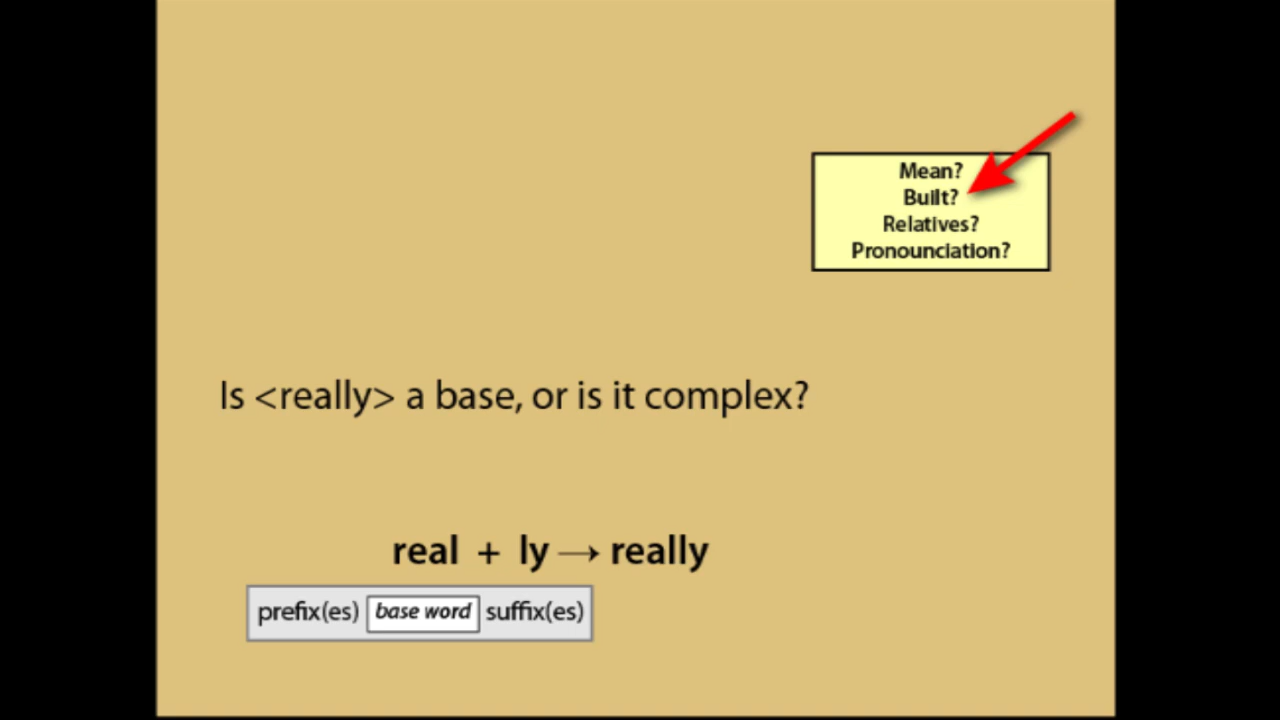 Mean?
Built?
Relatives?
Pronounciation?
Is <really> a base, or is it complex?
real + ly → really
prefix(es) base word suffix(es)